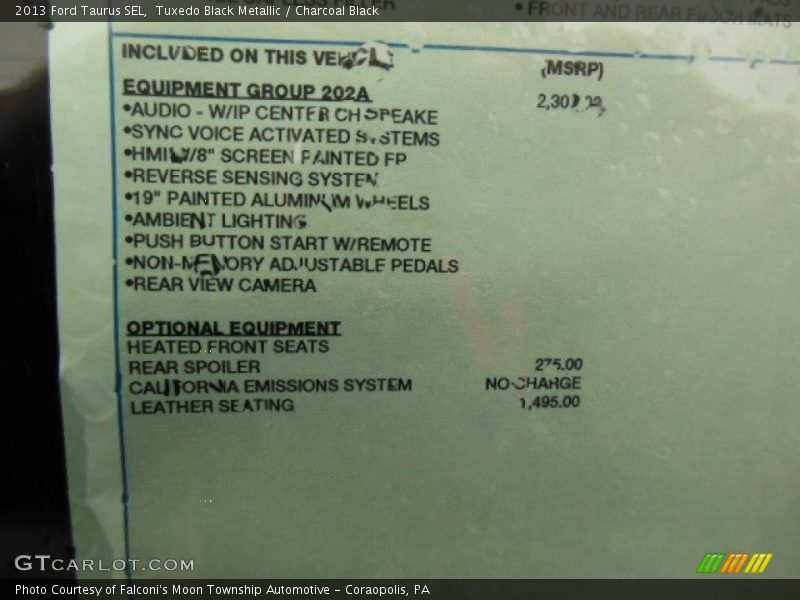 2013 Ford Taurus SEL, Tuxedo Black Metallic / Charcoal Black
• FRONT AND REAR
INCLUDED ON THIS VEHICLE
(MSRP)
EQUIPMENT GROUP 202A
•AUDIO - W/IP CENTER CH SPEAKE
•SYNC VOICE ACTIVATED SYSTEMS
•HMI W/8" SCREEN PAINTED FP
•REVERSE SENSING SYSTEM
•19" PAINTED ALUMINUM WHEELS
•AMBIENT LIGHTING
•PUSH BUTTON START W/REMOTE
•NON-MEMORY ADJUSTABLE PEDALS
•REAR VIEW CAMERA
OPTIONAL EQUIPMENT
HEATED FRONT SEATS
REAR SPOILER 275.00
CALIFORNIA EMISSIONS SYSTEM NO CHARGE
LEATHER SEATING 1,495.00
GTCARLOT.COM
Photo Courtesy of Falconi's Moon Township Automotive – Coraopolis, PA